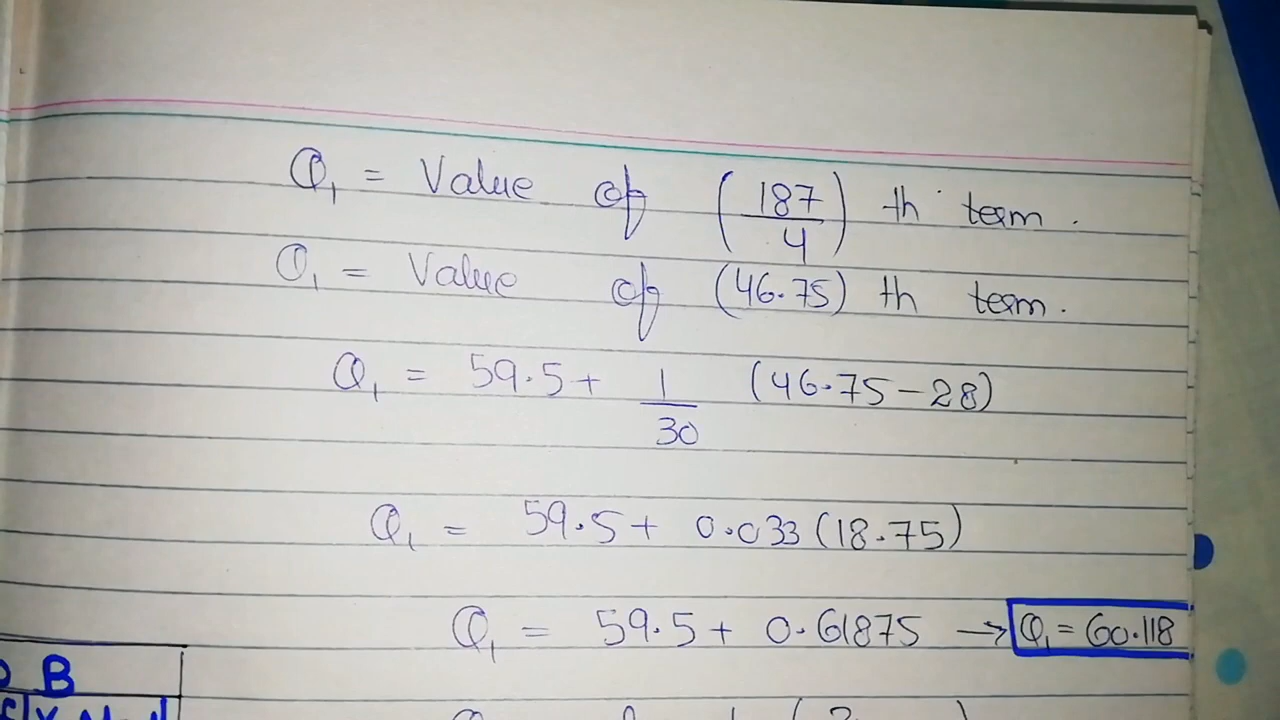 Q₁ = Value of (187/4) th term.
Q₁ = Value of (46.75) th term.
Q₁ = 59.5 + 1/30 (46.75 - 28)
Q₁ = 59.5 + 0.033 (18.75)
Q₁ = 59.5 + 0.61875 → Q₁ = 60.118
B